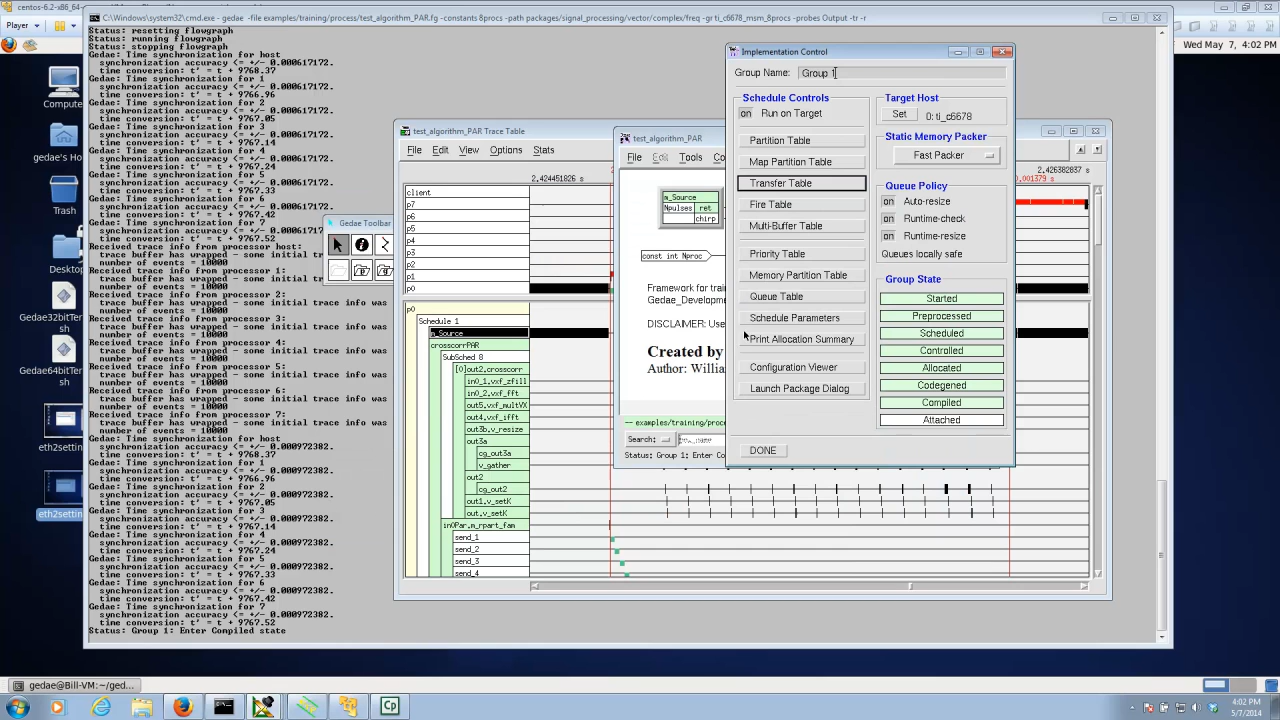 centos-6.2_x86_64
C:\Windows\system32\cmd.exe - gedae -file examples/training/process/test_algorithm_PAR.fg -constants 8procs -path packages/signal_processing/vector/complex/freq -gr ti_c6678_msm_8procs -probes Output -tr -r
Player
Wed May 7, 4:02 PM
Status: resetting flowgraph
Status: running flowgraph
Status: stopping flowgraph
Gedae: Time synchronization for host
synchronization accuracy <= +/- 0.000617172.
time conversion: t' = t + 9768.37
Gedae: Time synchronization for 1
synchronization accuracy <= +/- 0.000617172.
time conversion: t' = t + 9766.96
Gedae: Time synchronization for 2
synchronization accuracy <= +/- 0.000617172.
time conversion: t' = t + 9767.05
Gedae: Time synchronization for 3
synchronization accuracy <= +/- 0.000617172.
time conversion: t' = t + 9767.14
Gedae: Time synchronization for 4
synchronization accuracy <= +/- 0.000617172.
time conversion: t' = t + 9767.24
Gedae: Time synchronization for 5
synchronization accuracy <= +/- 0.000617172.
time conversion: t' = t + 9767.33
Gedae: Time synchronization for 6
synchronization accuracy <= +/- 0.000617172.
time conversion: t' = t + 9767.42
Gedae: Time synchronization for 7
synchronization accuracy <= +/- 0.000617172.
time conversion: t' = t + 9767.52
Received trace info from processor host:
trace buffer has wrapped - some initial trace info was
number of events = 10000
Received trace info from processor 1:
trace buffer has wrapped - some initial trace info was
number of events = 10000
Received trace info from processor 2:
trace buffer has wrapped - some initial trace info was
number of events = 10000
Received trace info from processor 3:
trace buffer has wrapped - some initial trace info was
number of events = 10000
Received trace info from processor 4:
trace buffer has wrapped - some initial trace info was
number of events = 10000
Received trace info from processor 5:
trace buffer has wrapped - some initial trace info was
number of events = 10000
Received trace info from processor 6:
trace buffer has wrapped - some initial trace info was
number of events = 10000
Received trace info from processor 7:
trace buffer has wrapped - some initial trace info was
number of events = 10000
Gedae: Time synchronization for host
synchronization accuracy <= +/- 0.000972382.
time conversion: t' = t + 9768.37
Gedae: Time synchronization for 1
synchronization accuracy <= +/- 0.000972382.
time conversion: t' = t + 9766.96
Gedae: Time synchronization for 2
synchronization accuracy <= +/- 0.000972382.
time conversion: t' = t + 9767.05
Gedae: Time synchronization for 3
synchronization accuracy <= +/- 0.000972382.
time conversion: t' = t + 9767.14
Gedae: Time synchronization for 4
synchronization accuracy <= +/- 0.000972382.
time conversion: t' = t + 9767.24
Gedae: Time synchronization for 5
synchronization accuracy <= +/- 0.000972382.
time conversion: t' = t + 9767.33
Gedae: Time synchronization for 6
synchronization accuracy <= +/- 0.000972382.
time conversion: t' = t + 9767.42
Gedae: Time synchronization for 7
synchronization accuracy <= +/- 0.000972382.
time conversion: t' = t + 9767.52
Status: Group 1: Enter Compiled state
Compute
gedae's Ho
Trash
Desktop
Gedae32bitTer
Gedae64bitTer
eth2settin
eth2settin
Gedae Toolbar
test_algorithm_PAR Trace Table
File Edit View Options Stats
2,424451826 s
2,426382837 s
0.001379 s
client
p7
p6
p5
p4
p3
p2
p1
p0
p0
Schedule 1
m_Source
crosscorrPAR
SubSched 8
[0]out2.crosscorr
in0_1.vxf_zfill
in0_2.vxf_fft
out5.vxf_multVX
out4.vxf_ifft
out3b.v_resize
out3a
cg_out3a
v_gather
out2
cg_out2
out1.v_setK
out.v_setK
in0Par.m_rpart_fam
send_1
send_2
send_3
send_4
test_algorithm_PAR
File Edit Tools Co
m_Source
Npulses ret
chirp
const int Nproc
Framework for trai
Gedae_Developme
DISCLAIMER: Use
Created by
Author: Willia
-- examples/training/proce
Search:
Status: Group 1: Enter Co
Implementation Control
Group Name: Group 1
Schedule Controls
on Run on Target
Partition Table
Map Partition Table
Transfer Table
Fire Table
Multi-Buffer Table
Priority Table
Memory Partition Table
Queue Table
Schedule Parameters
Print Allocation Summary
Configuration Viewer
Launch Package Dialog
Target Host
Set 0: ti_c6678
Static Memory Packer
Fast Packer
Queue Policy
on Auto-resize
on Runtime-check
on Runtime-resize
Queues locally safe
Group State
Started
Preprocessed
Scheduled
Controlled
Allocated
Codegened
Compiled
Attached
DONE
gedae@Bill-VM:~/ged...
Cp
4:02 PM
5/7/2014